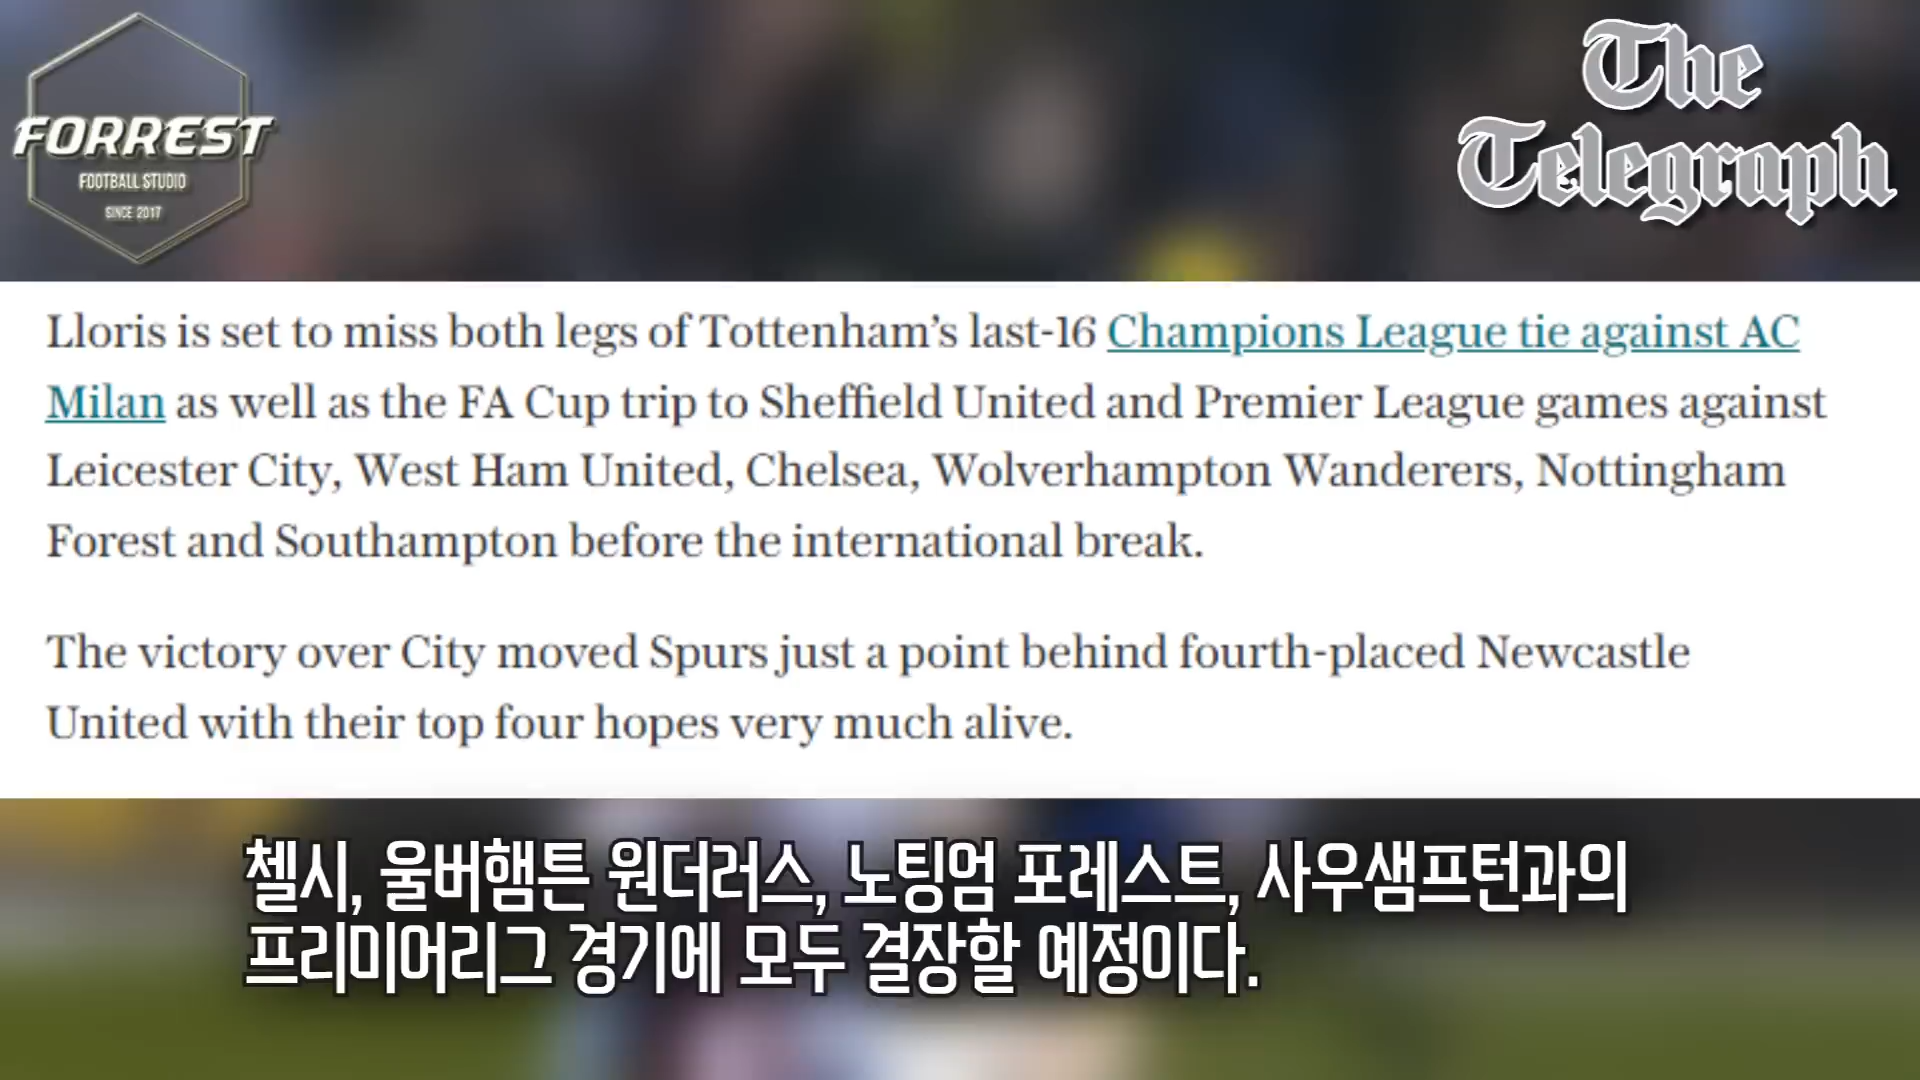 FORREST
FOOTBALL STUDIO
SINCE 2017
The
Telegraph
Lloris is set to miss both legs of Tottenham’s last-16 Champions League tie against AC
Milan as well as the FA Cup trip to Sheffield United and Premier League games against
Leicester City, West Ham United, Chelsea, Wolverhampton Wanderers, Nottingham
Forest and Southampton before the international break.
The victory over City moved Spurs just a point behind fourth-placed Newcastle
United with their top four hopes very much alive.
첼시, 울버햄튼 원더러스, 노팅엄 포레스트, 사우샘프턴과의
프리미어리그 경기에 모두 결장할 예정이다.